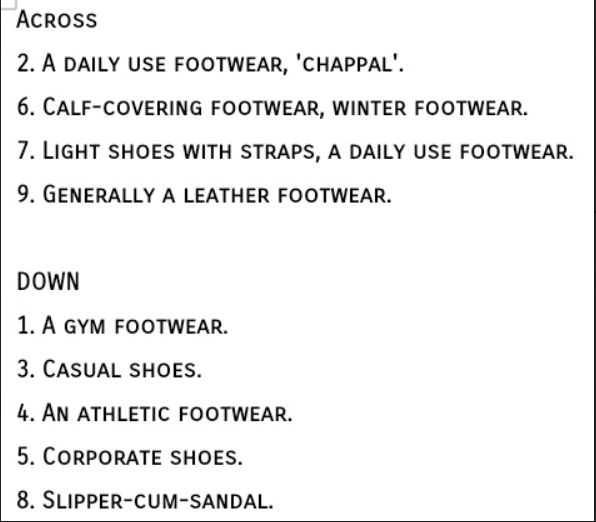 Across
2. A daily use footwear, 'chappal'.
6. Calf-covering footwear, winter footwear.
7. Light shoes with straps, a daily use footwear.
9. Generally a leather footwear.
DOWN
1. A gym footwear.
3. Casual shoes.
4. An athletic footwear.
5. Corporate shoes.
8. Slipper-cum-sandal.